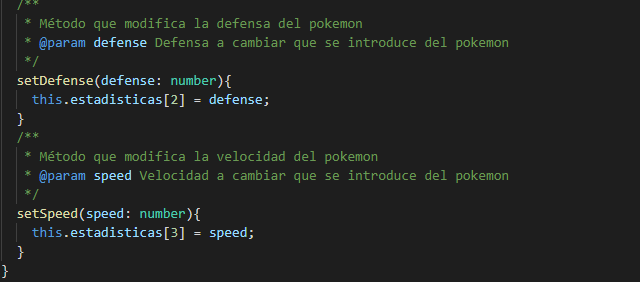 /**
* Método que modifica la defensa del pokemon
* @param defense Defensa a cambiar que se introduce del pokemon
*/
setDefense(defense: number){
this.estadisticas[2] = defense;
}
/**
* Método que modifica la velocidad del pokemon
* @param speed Velocidad a cambiar que se introduce del pokemon
*/
setSpeed(speed: number){
this.estadisticas[3] = speed;
}
}